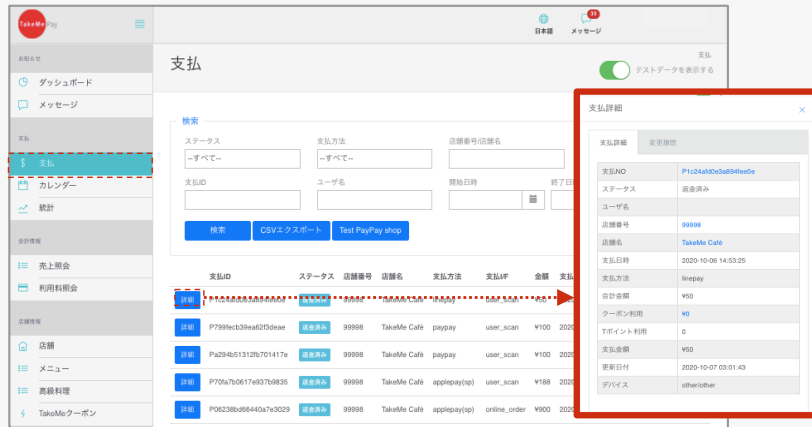 TakeMe Pay
日本語
33
メッセージ
お知らせ
ダッシュボード
メッセージ
支払
支払
カレンダー
統計
会計情報
売上照会
利用料照会
店舗情報
店舗
メニュー
高級料理
TakeMeクーポン
支払
支払
テストデータを表示する
検索
ステータス 支払方法 店舗番号/店舗名
--すべて-- --すべて--
支払ID ユーザ名 開始日時 終了日
検索 CSVエクスポート Test PayPay shop
支払ID ステータス 店舗番号 店舗名 支払方法 支払I/F 金額 支払
詳細 P1c24afd0e3a894fee0e 返金済み 99998 TakeMe Café linepay user_scan ¥50
詳細 P799fecb39ea62f3deae 返金済み 99998 TakeMe Café paypay user_scan ¥100 2020
詳細 Pa294b51312fb701417e 返金済み 99998 TakeMe Café paypay user_scan ¥100 2020
詳細 P70fa7b0617e937b9835 返金済み 99998 TakeMe Café applepay(sp) user_scan ¥188 2020
詳細 P06238bd66440a7e3029 返金済み 99998 TakeMe Café applepay(sp) online_order ¥900 2020
支払詳細 ×
支払詳細 変更履歴
支払NO P1c24afd0e3a894fee0e
ステータス 返金済み
ユーザ名
店舗番号 99998
店舗名 TakeMe Café
支払日時 2020-10-06 14:53:25
支払方法 linepay
合計金額 ¥50
クーポン利用 ¥0
Tポイント利用 0
支払金額 ¥50
更新日付 2020-10-07 03:01:43
デバイス other/other